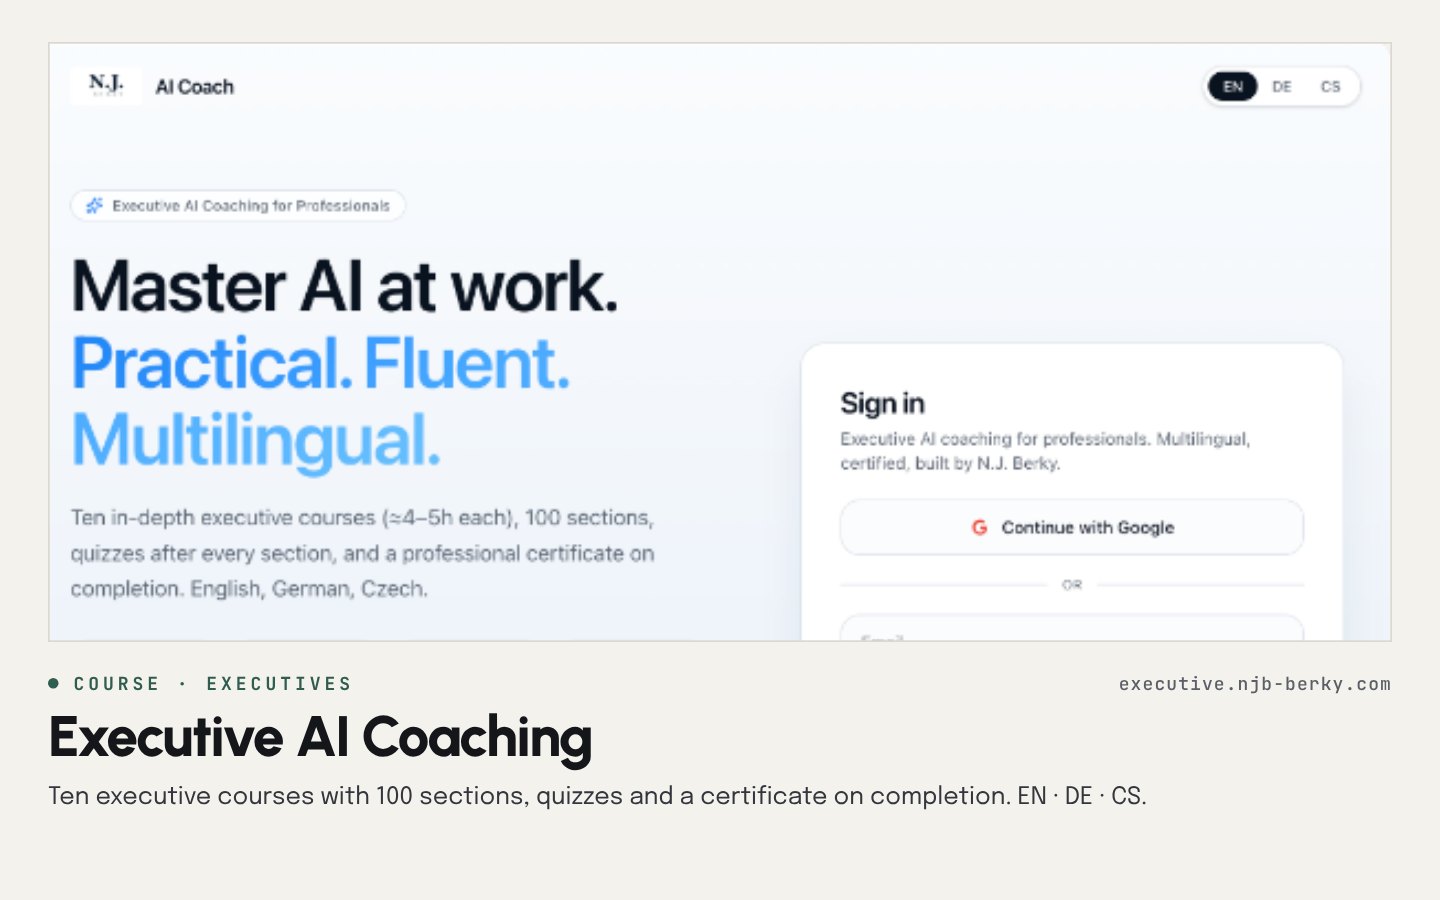 N.J.
AI Coach
EN DE CS
Executive AI Coaching for Professionals
Master AI at work.
Practical. Fluent.
Multilingual.
Ten in-depth executive courses (≈4–5h each), 100 sections,
quizzes after every section, and a professional certificate on
completion. English, German, Czech.
Sign in
Executive AI coaching for professionals. Multilingual,
certified, built by N.J. Berky.
G Continue with Google
OR
COURSE · EXECUTIVES
executive.njb-berky.com
Executive AI Coaching
Ten executive courses with 100 sections, quizzes and a certificate on completion. EN · DE · CS.